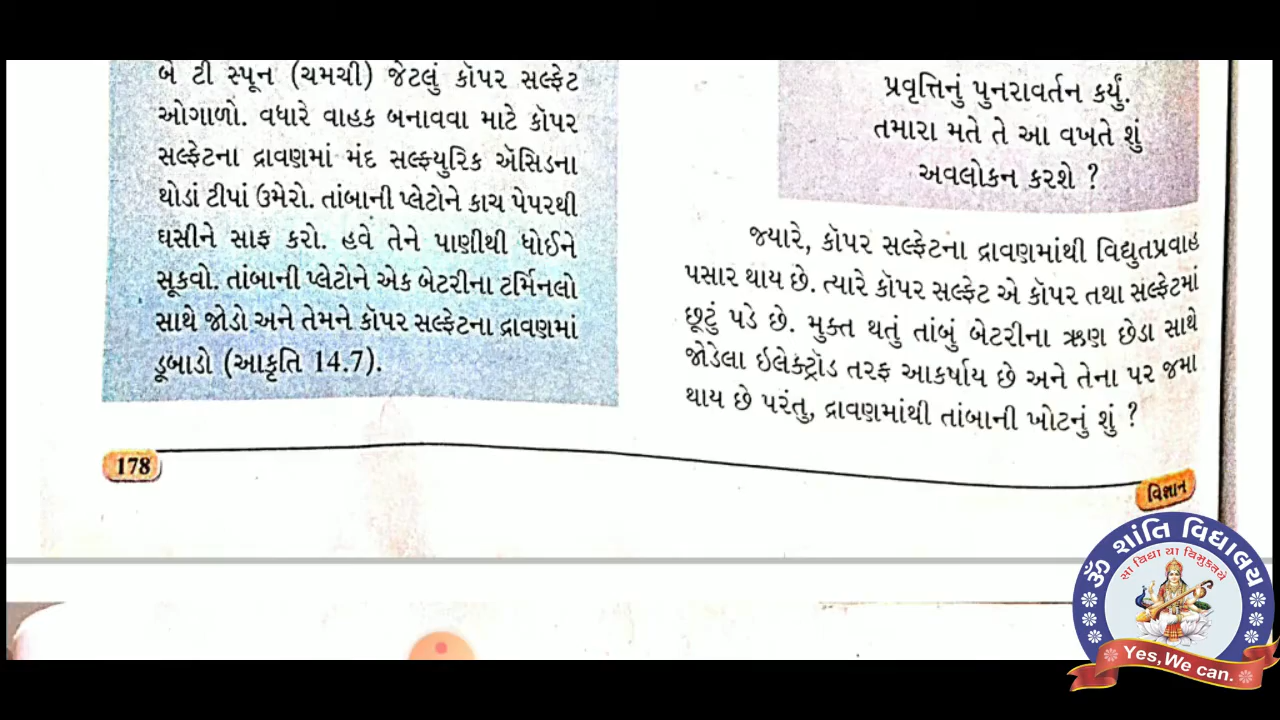 બે ટી સ્પૂન (ચમચી) જેટલું કૉપર સલ્ફેટ
ઓગાળો. વધારે વાહક બનાવવા માટે કૉપર
સલ્ફેટના દ્રાવણમાં મંદ સલ્ફ્યુરિક ઍસિડના
થોડાં ટીપાં ઉમેરો. તાંબાની પ્લેટોને કાચ પેપરથી
ઘસીને સાફ કરો. હવે તેને પાણીથી ધોઈને
સૂકવો. તાંબાની પ્લેટોને એક બેટરીના ટર્મિનલો
સાથે જોડો અને તેમને કૉપર સલ્ફેટના દ્રાવણમાં
ડૂબાડો (આકૃતિ 14.7).
પ્રવૃત્તિનું પુનરાવર્તન કર્યું.
તમારા મતે તે આ વખતે શું
અવલોકન કરશે ?
જ્યારે, કૉપર સલ્ફેટના દ્રાવણમાંથી વિદ્યુતપ્રવાહ
પસાર થાય છે. ત્યારે કૉપર સલ્ફેટ એ કૉપર તથા સલ્ફેટમાં
છૂટું પડે છે. મુક્ત થતું તાંબું બેટરીના ઋણ છેડા સાથે
જોડેલા ઇલેક્ટ્રૉડ તરફ આકર્ષાય છે અને તેના પર જમા
થાય છે પરંતુ, દ્રાવણમાંથી તાંબાની ખોટનું શું ?
178
વિજ્ઞાન
ૐ શાંતિ વિદ્યાલય
સા વિદ્યા યા વિમુક્તયે
Yes, We can.